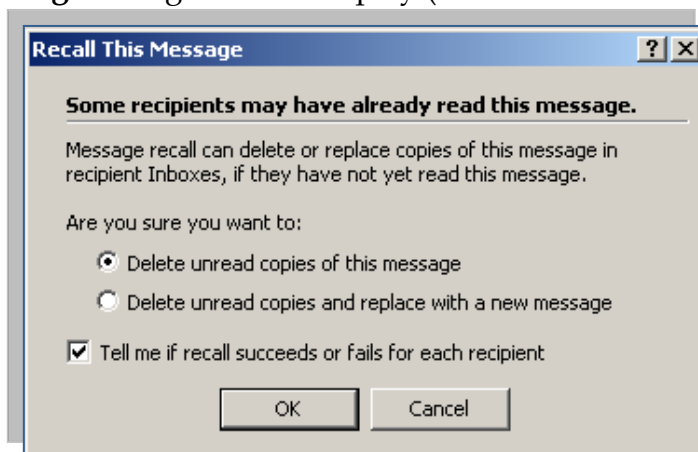 Recall This Message
Some recipients may have already read this message.
Message recall can delete or replace copies of this message in
recipient Inboxes, if they have not yet read this message.
Are you sure you want to:
Delete unread copies of this message
Delete unread copies and replace with a new message
Tell me if recall succeeds or fails for each recipient
OK Cancel